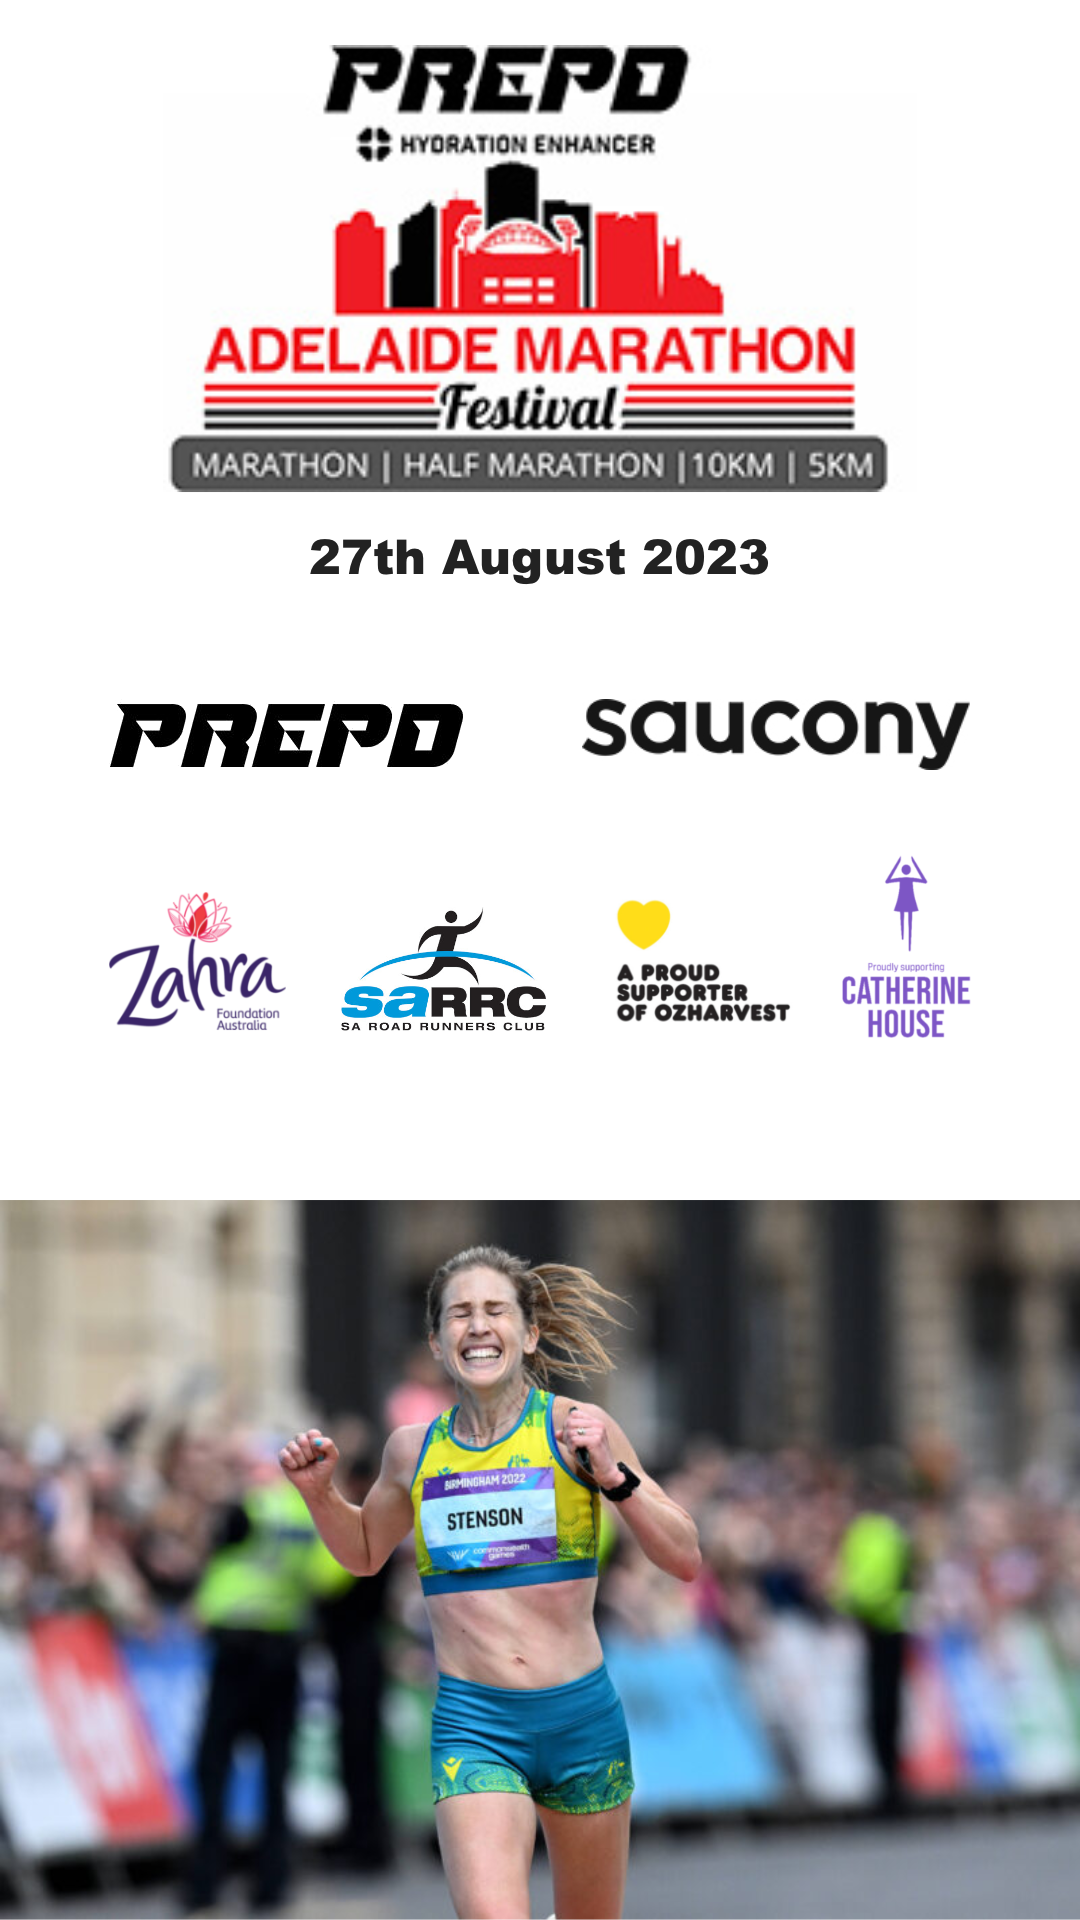 PREPD
HYDRATION ENHANCER
ADELAIDE MARATHON
Festival
MARATHON | HALF MARATHON | 10KM | 5KM
27th August 2023
PREPD
saucony
Zahra
Foundation
Australia
saRRC
SA ROAD RUNNERS CLUB
A PROUD
SUPPORTER
OF OZHARVEST
Proudly supporting
CATHERINE
HOUSE
BIRMINGHAM 2022
STENSON
commonwealth
games